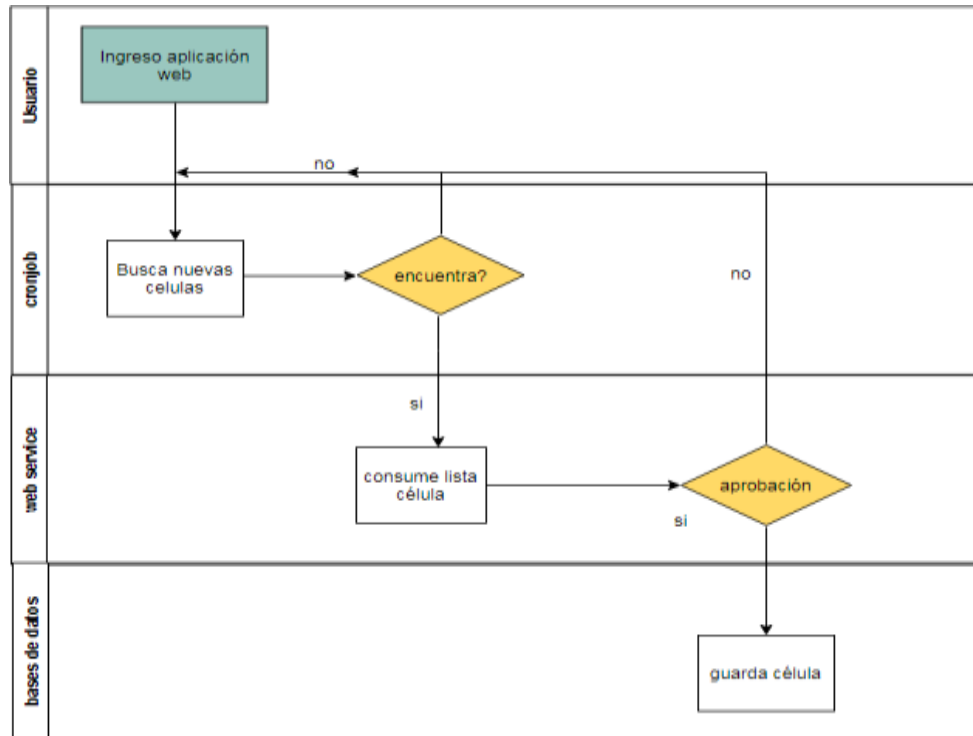 Usuario
Ingreso aplicación
web
no
cronjob
Busca nuevas
celulas
encuentra?
no
web service
si
consume lista
célula
aprobación
si
bases de datos
guarda célula